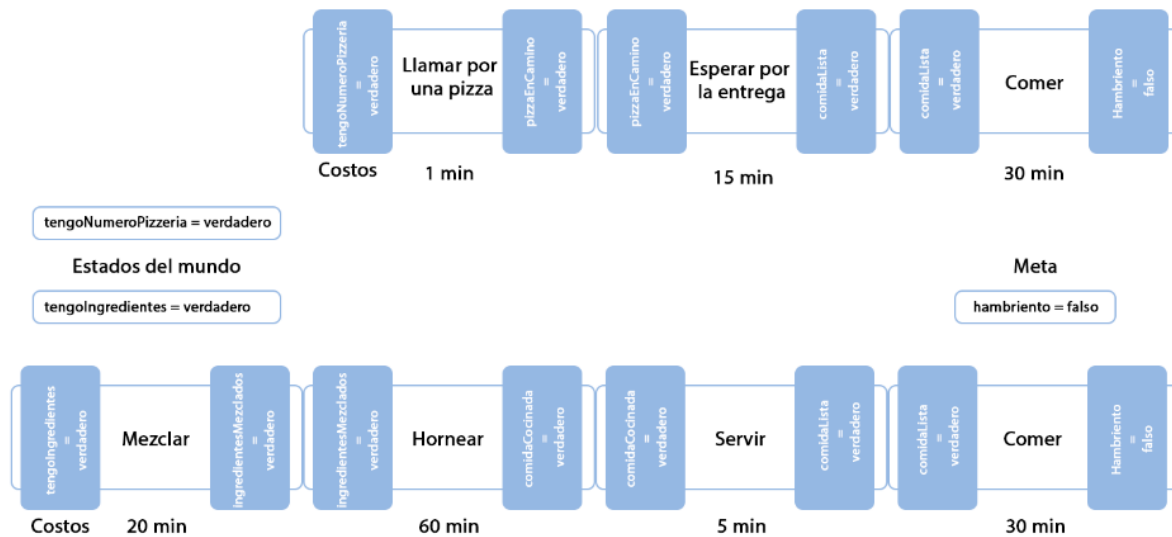 tengoNumeroPizzeria
=
verdadero
Llamar por
una pizza
pizzaEnCamino
=
verdadero
pizzaEnCamino
=
verdadero
Esperar por
la entrega
comidaLista
=
verdadero
comidaLista
=
verdadero
Comer
Hambriento
=
falso
Costos
1 min
15 min
30 min
tengoNumeroPizzeria = verdadero
Estados del mundo
tengoIngredientes = verdadero
Meta
hambriento = falso
tengoIngredientes
=
verdadero
Mezclar
ingredientesMezclados
=
verdadero
ingredientesMezclados
=
verdadero
Hornear
comidaCocinada
=
verdadero
comidaCocinada
=
verdadero
Servir
comidaLista
=
verdadero
comidaLista
=
verdadero
Comer
Hambriento
=
falso
Costos
20 min
60 min
5 min
30 min